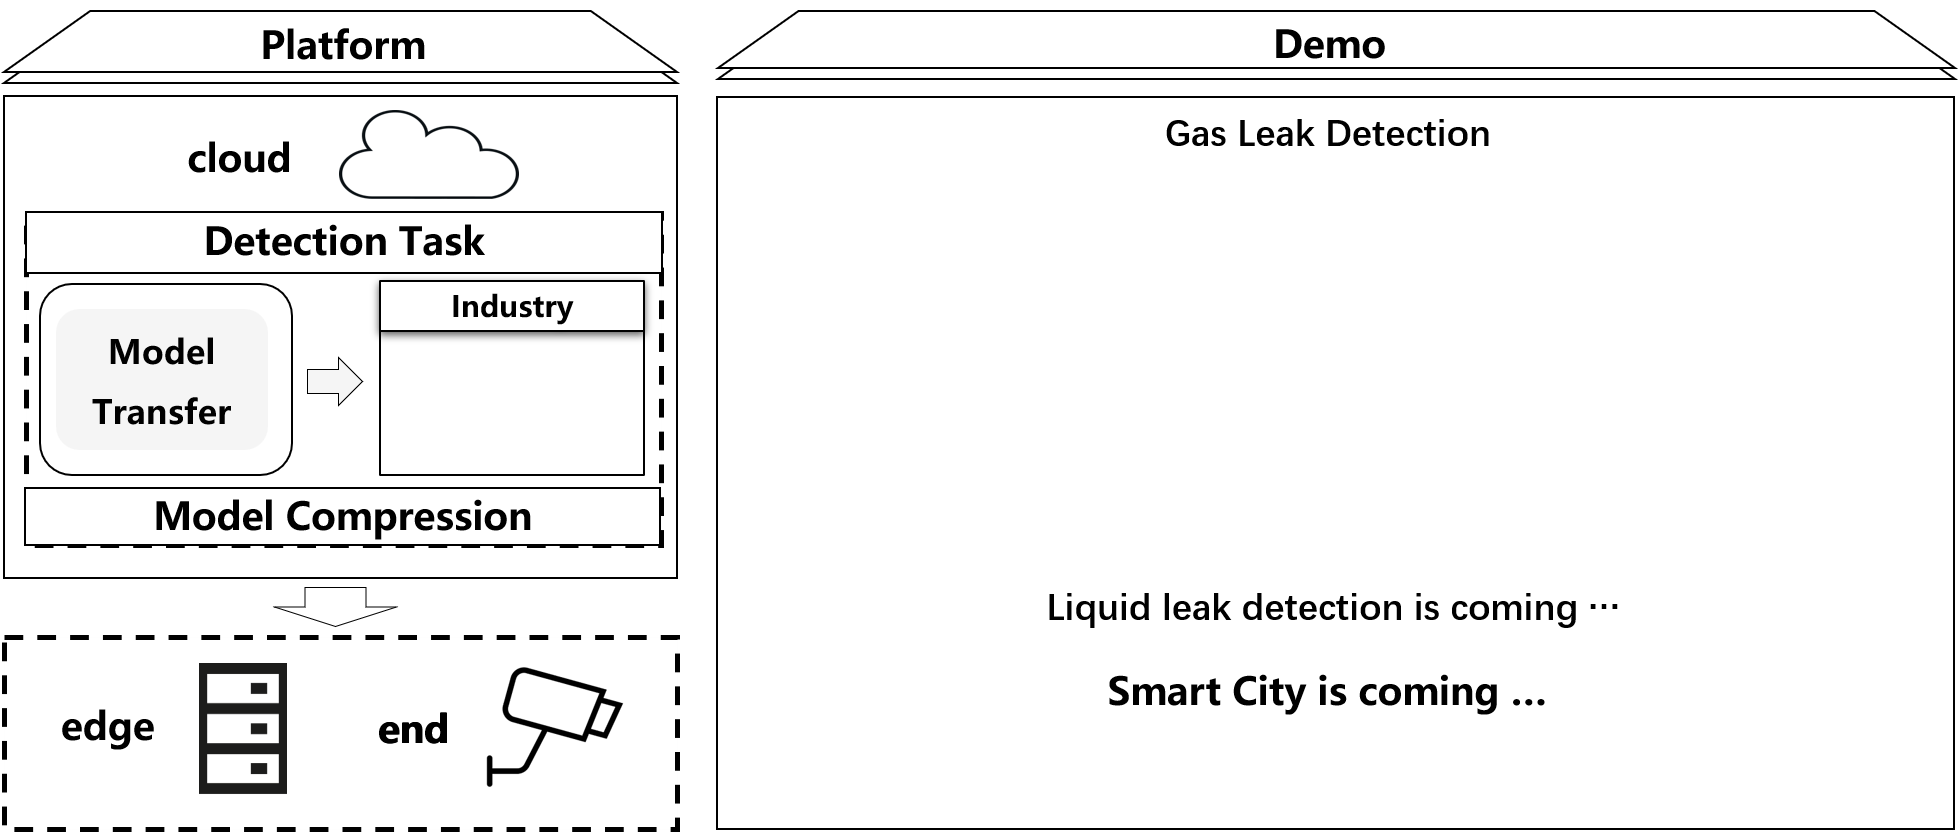 Platform
cloud
Detection Task
Model
Transfer
Industry
Model Compression
edge
end
Demo
Gas Leak Detection
Liquid leak detection is coming ···
Smart City is coming ...